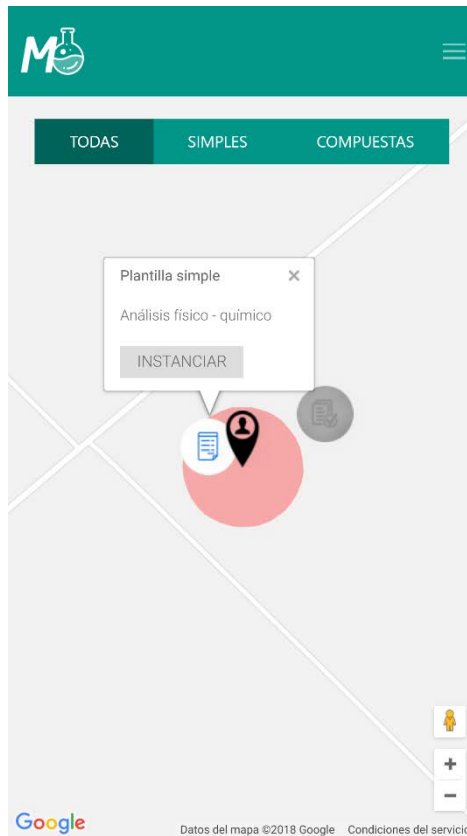 M
TODAS SIMPLES COMPUESTAS
Plantilla simple ×
Análisis físico - químico
INSTANCIAR
+
−
Google Datos del mapa ©2018 Google Condiciones del servicio